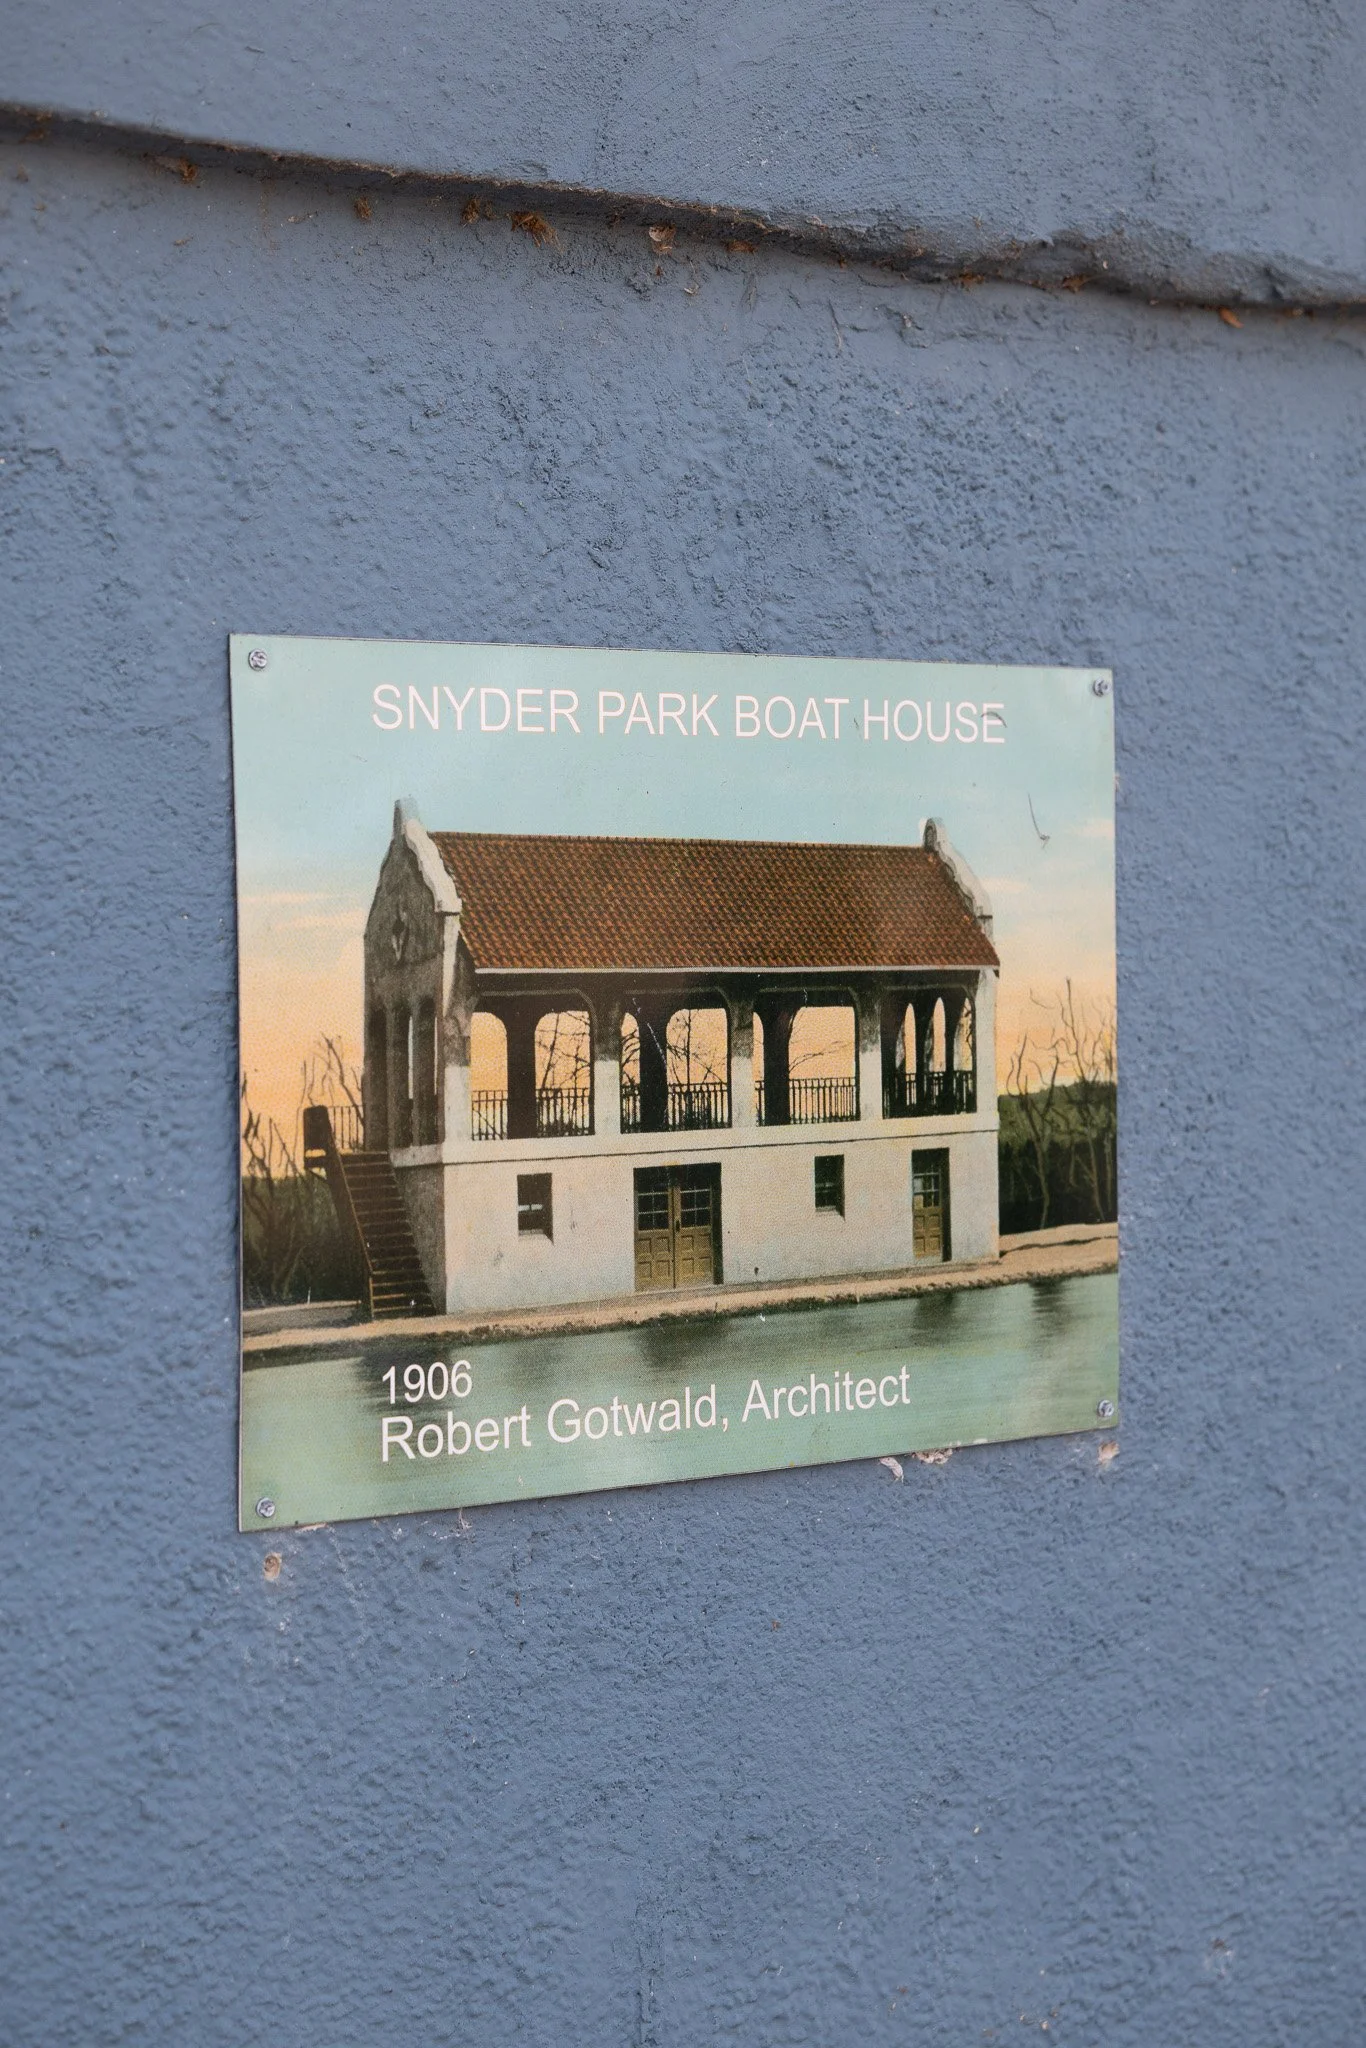 SNYDER PARK BOAT HOUSE
1906
Robert Gotwald, Architect